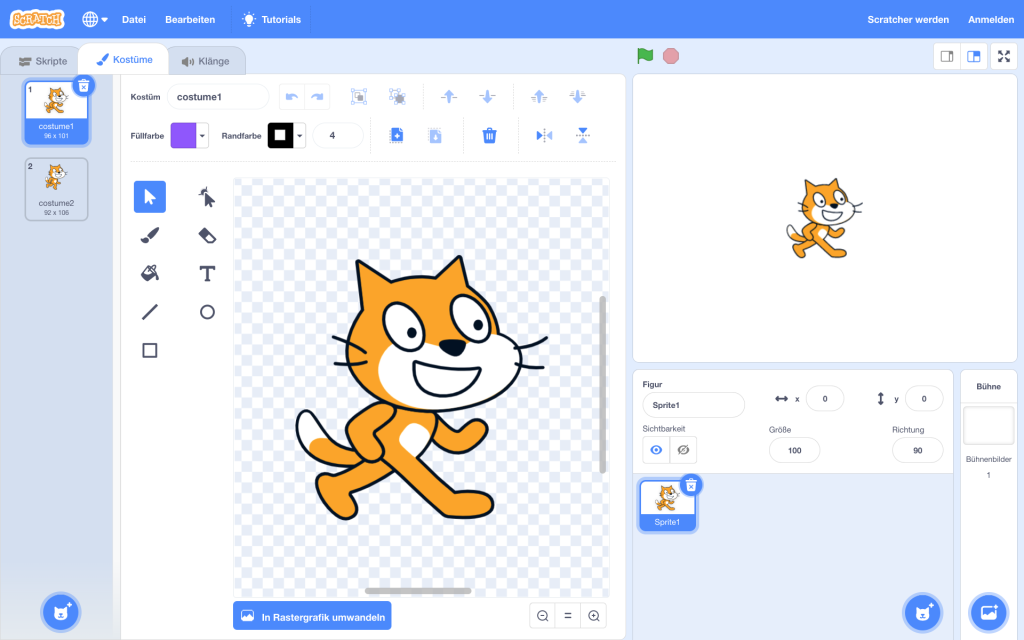 SCRATCH
Datei
Bearbeiten
Tutorials
Scratcher werden
Anmelden
Skripte
Kostüme
Klänge
1
costume1
96 x 101
2
costume2
92 x 106
Kostüm
costume1
Füllfarbe
Randfarbe
4
T
In Rastergrafik umwandeln
Figur
Sprite1
x
0
y
0
Sichtbarkeit
Größe
100
Richtung
90
Sprite1
Bühne
Bühnenbilder
1